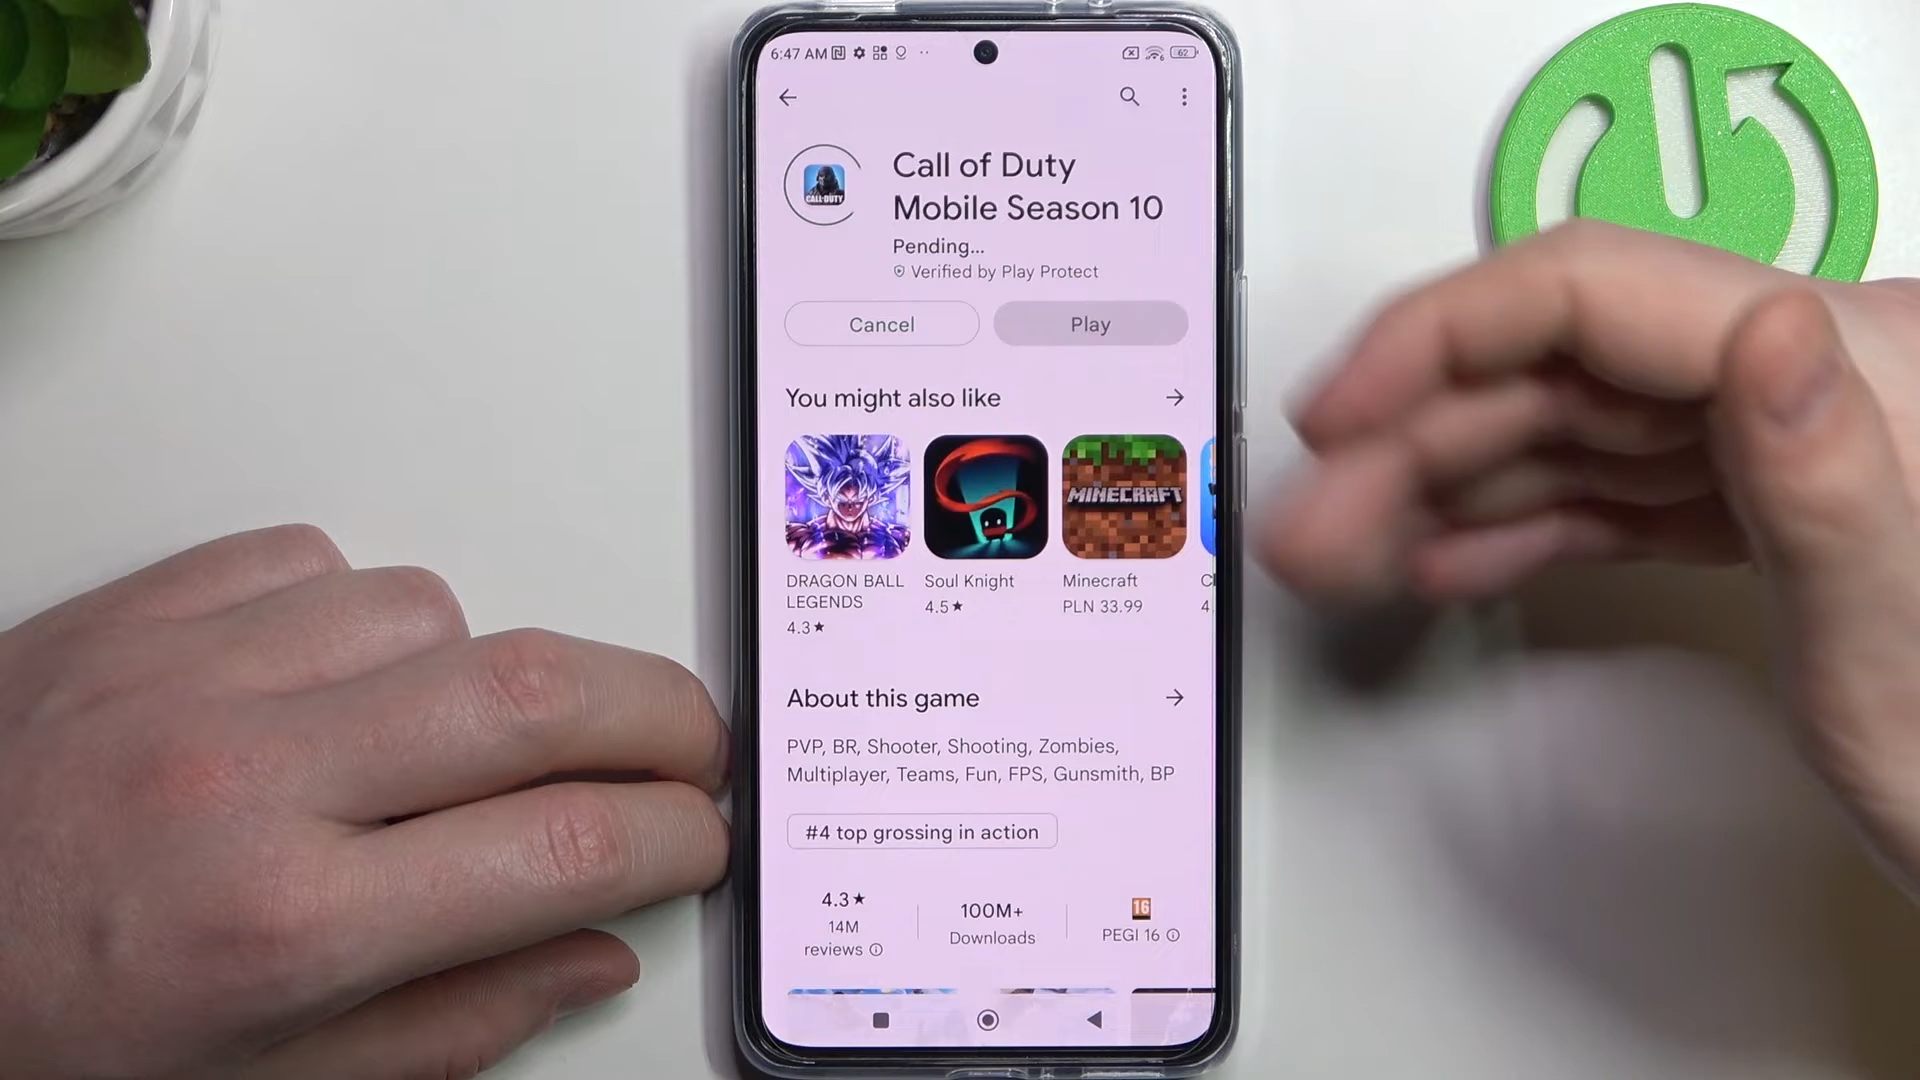 6:47 AM
62
CALL OF DUTY
Call of Duty
Mobile Season 10
Pending...
Verified by Play Protect
Cancel
Play
You might also like
MINECRAFT
DRAGON BALL
LEGENDS
4.3★
Soul Knight
4.5★
Minecraft
PLN 33.99
About this game
PVP, BR, Shooter, Shooting, Zombies,
Multiplayer, Teams, Fun, FPS, Gunsmith, BP
#4 top grossing in action
4.3★
14M
reviews
100M+
Downloads
16
PEGI 16